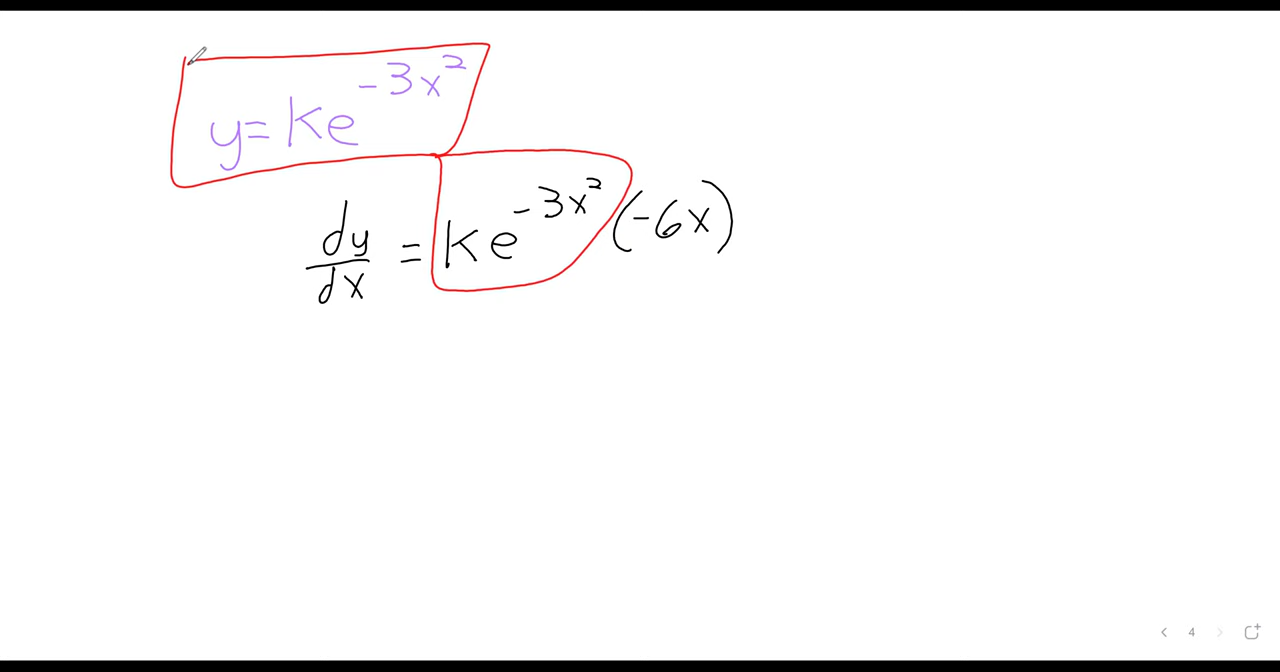 y=ke^{-3x^2}
dy/dx = ke^{-3x^2} (-6x)
4